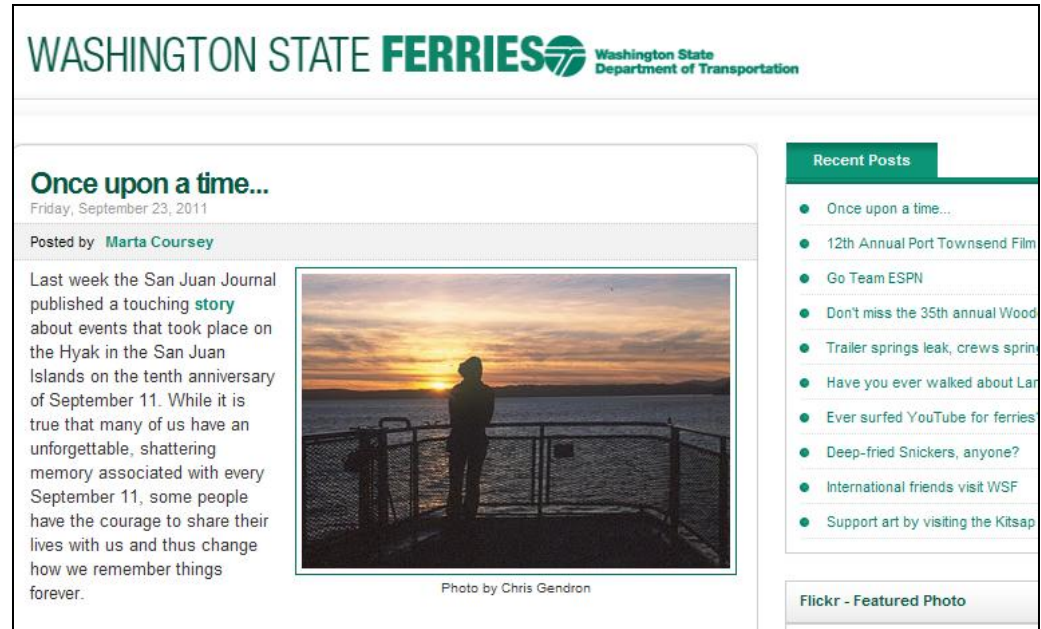 WASHINGTON STATE FERRIES
Washington State
Department of Transportation
Once upon a time...
Friday, September 23, 2011
Posted by Marta Coursey
Last week the San Juan Journal
published a touching story
about events that took place on
the Hyak in the San Juan
Islands on the tenth anniversary
of September 11. While it is
true that many of us have an
unforgettable, shattering
memory associated with every
September 11, some people
have the courage to share their
lives with us and thus change
how we remember things
forever.
Photo by Chris Gendron
Recent Posts
Once upon a time...
12th Annual Port Townsend Film
Go Team ESPN
Don't miss the 35th annual Wood
Trailer springs leak, crews spring
Have you ever walked about Lar
Ever surfed YouTube for ferries
Deep-fried Snickers, anyone?
International friends visit WSF
Support art by visiting the Kitsap
Flickr - Featured Photo